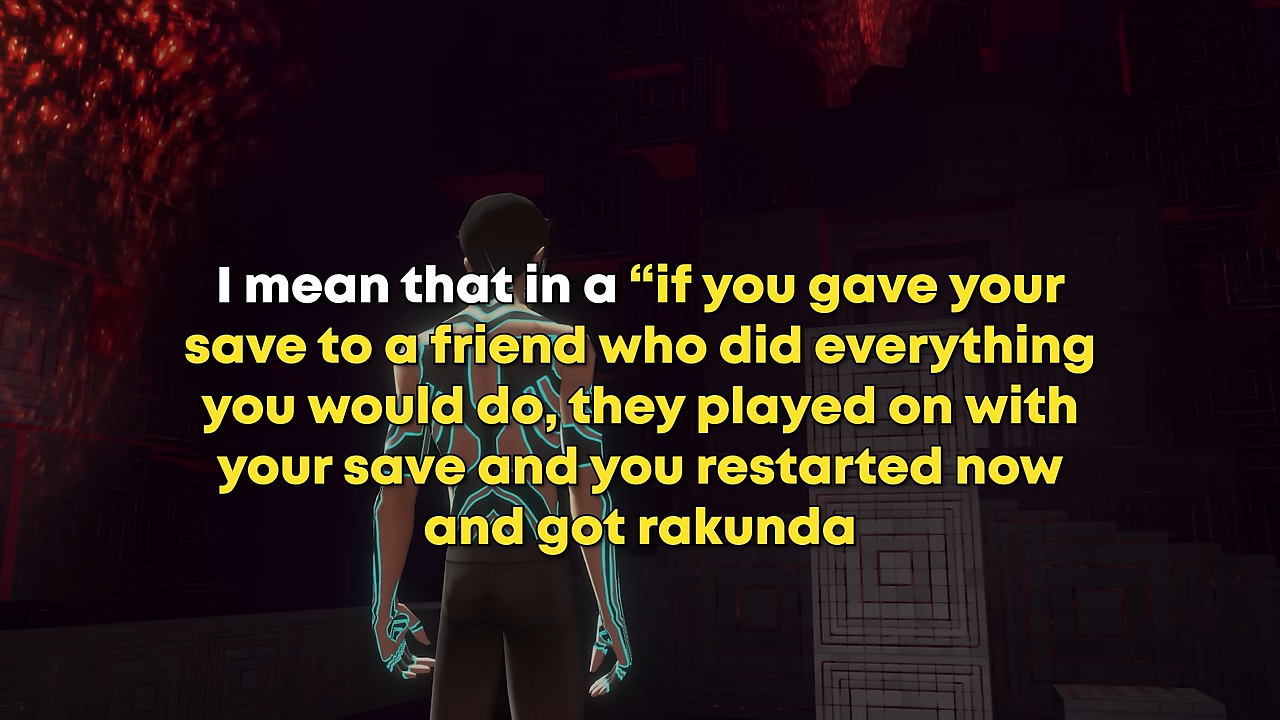 I mean that in a “if you gave your
save to a friend who did everything
you would do, they played on with
your save and you restarted now
and got rakunda